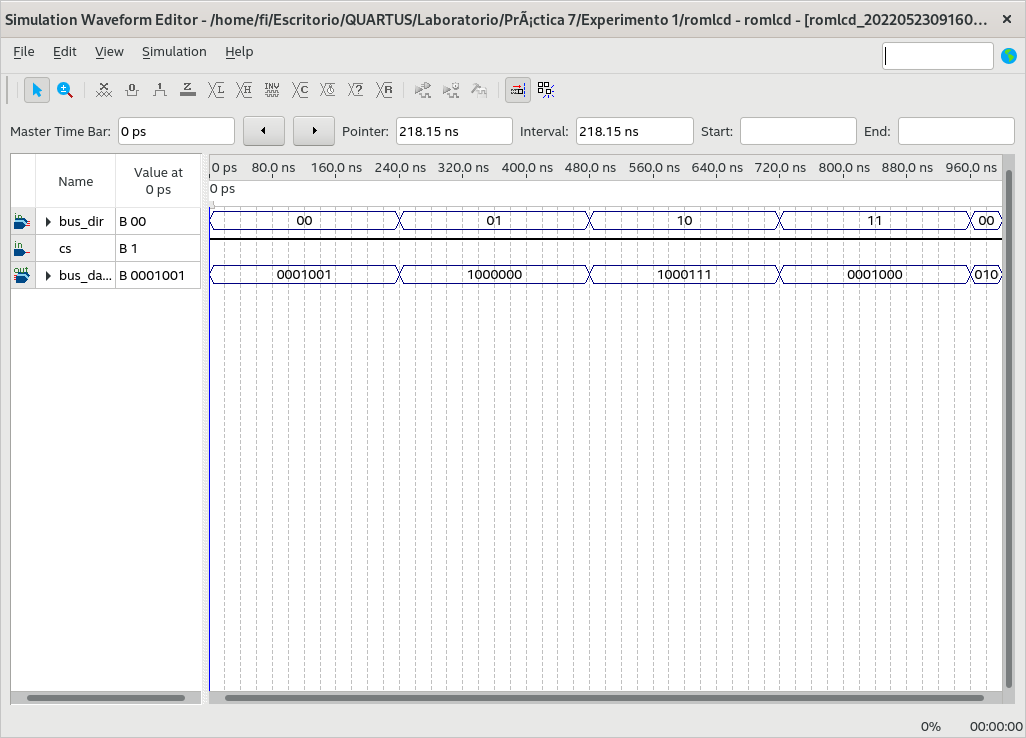 Simulation Waveform Editor - /home/fi/Escritorio/QUARTUS/Laboratorio/PrÃ¡ctica 7/Experimento 1/romlcd - romlcd - [romlcd_2022052309160...
File Edit View Simulation Help
Master Time Bar: 0 ps Pointer: 218.15 ns Interval: 218.15 ns Start: End:
Name Value at 0 ps
0 ps 80.0 ns 160.0 ns 240.0 ns 320.0 ns 400.0 ns 480.0 ns 560.0 ns 640.0 ns 720.0 ns 800.0 ns 880.0 ns 960.0 ns
0 ps
in bus_dir B 00 00 01 10 11 00
in cs B 1
out bus_da... B 0001001 0001001 1000000 1000111 0001000 010
0% 00:00:00